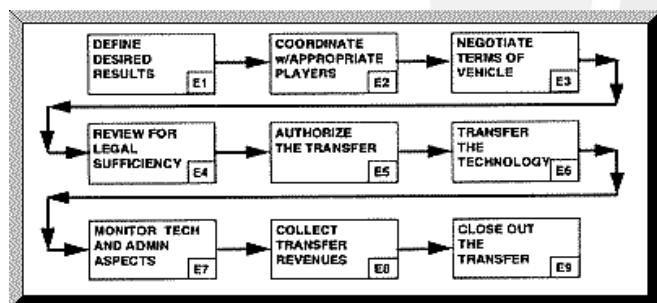 DEFINE
DESIRED
RESULTS
E1
COORDINATE
w/APPROPRIATE
PLAYERS
E2
NEGOTIATE
TERMS OF
VEHICLE
E3
REVIEW FOR
LEGAL
SUFFICIENCY
E4
AUTHORIZE
THE TRANSFER
E5
TRANSFER
THE
TECHNOLOGY
E6
MONITOR TECH
AND ADMIN
ASPECTS
E7
COLLECT
TRANSFER
REVENUES
E8
CLOSE OUT
THE
TRANSFER
E9